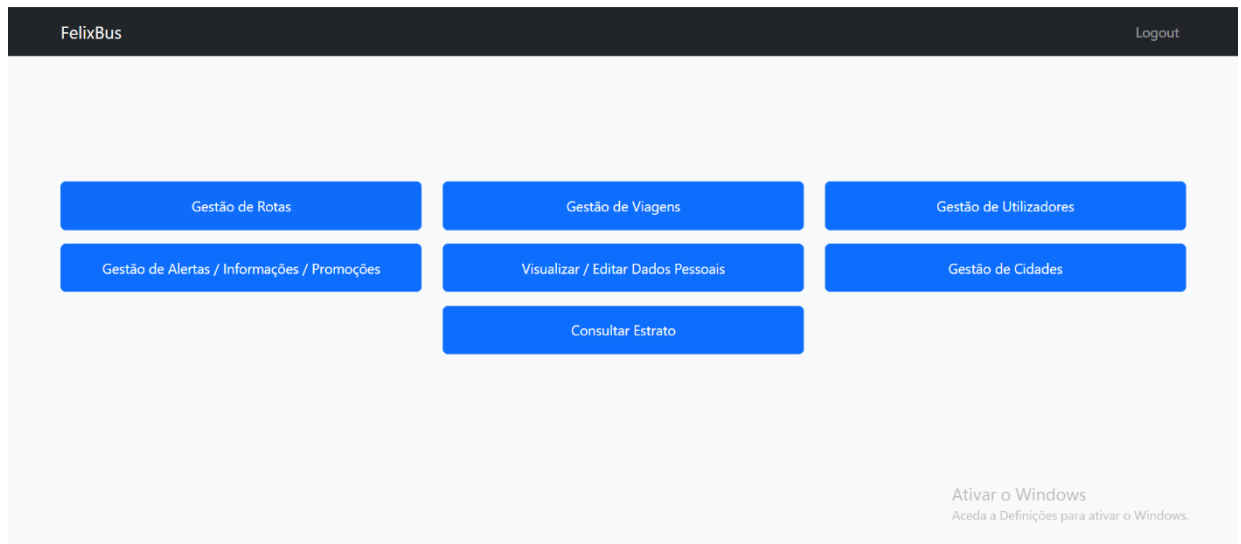 FelixBus
Logout
Gestão de Rotas
Gestão de Viagens
Gestão de Utilizadores
Gestão de Alertas / Informações / Promoções
Visualizar / Editar Dados Pessoais
Gestão de Cidades
Consultar Estrato
Ativar o Windows
Aceda a Definições para ativar o Windows.